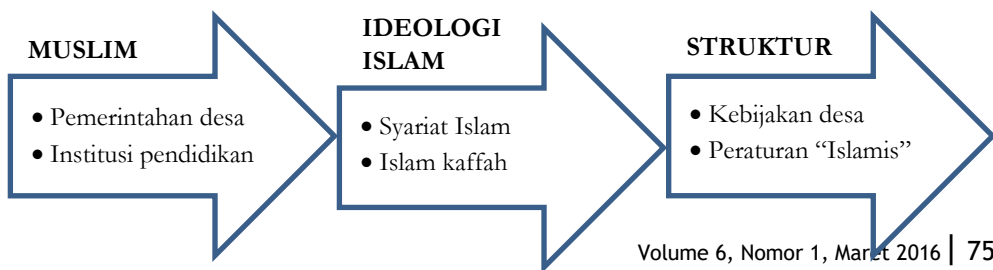 MUSLIM
• Pemerintahan desa
• Institusi pendidikan
IDEOLOGI
ISLAM
• Syariat Islam
• Islam kaffah
STRUKTUR
• Kebijakan desa
• Peraturan “Islamis”
Volume 6, Nomor 1, Maret 2016 | 75